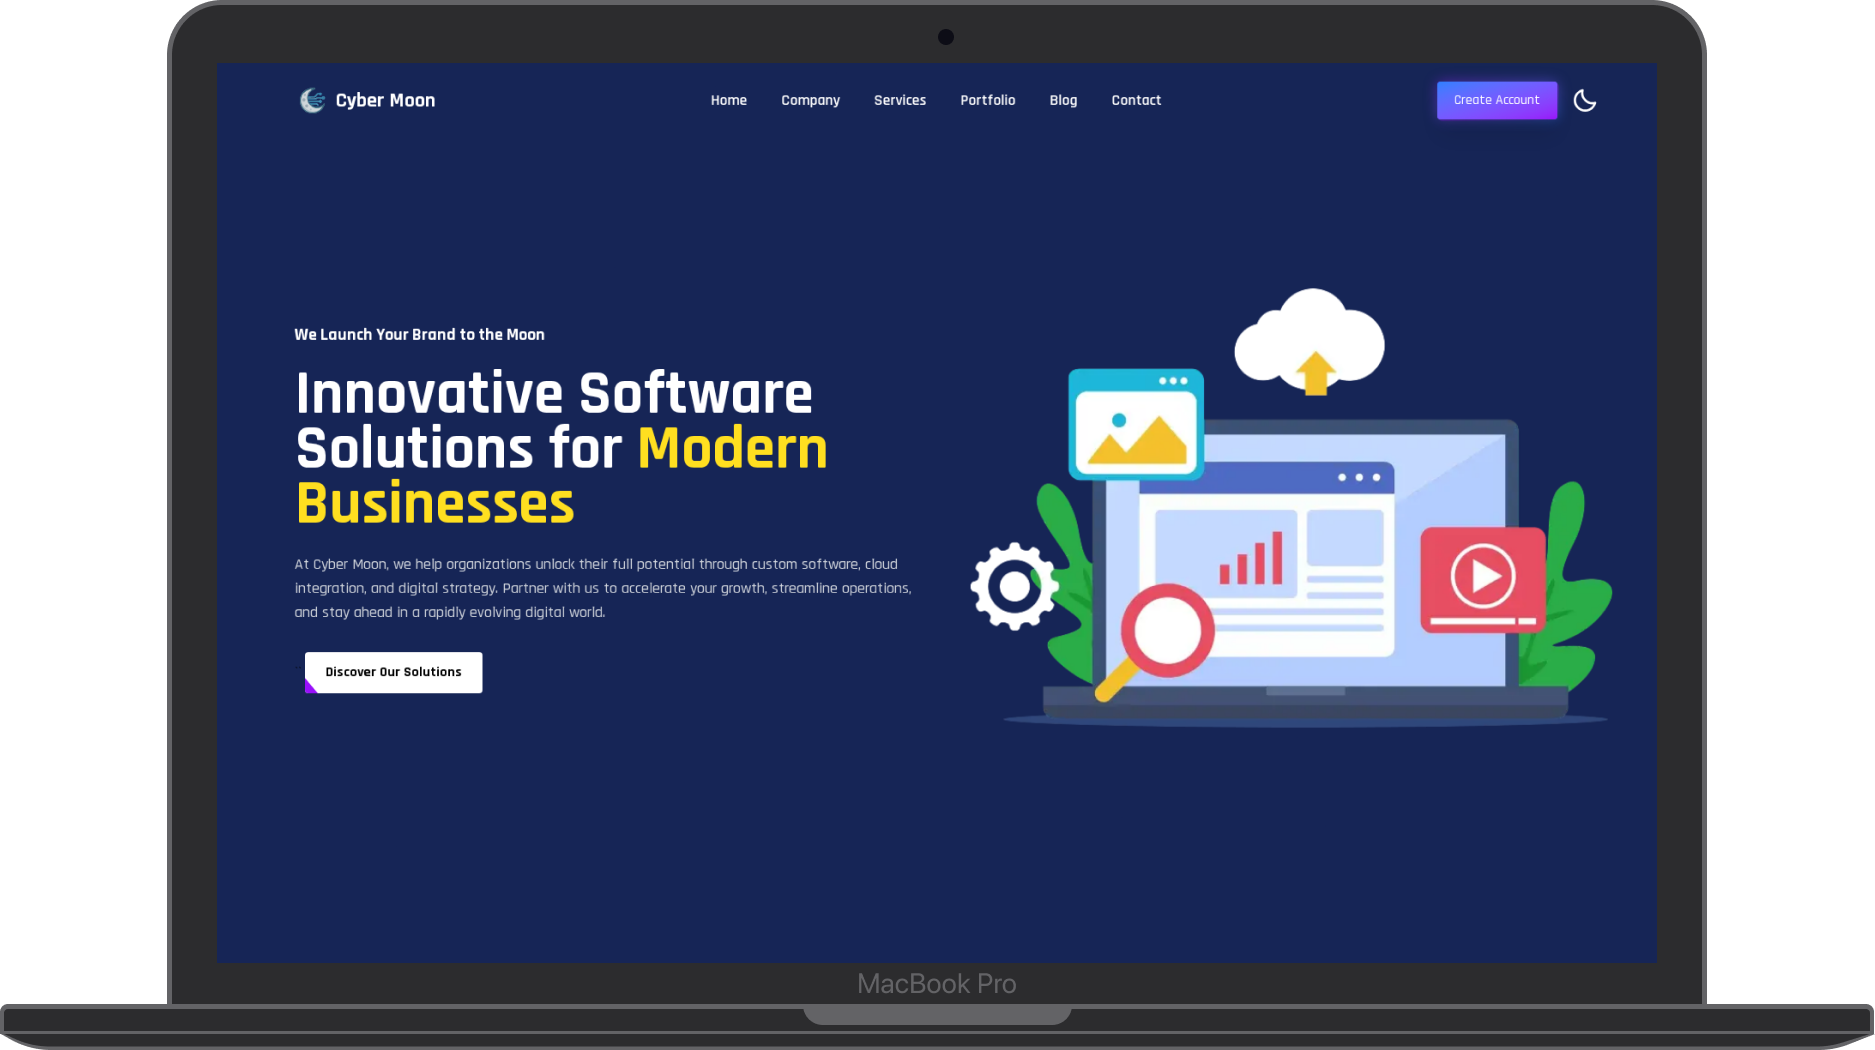 Cyber Moon
Home Company Services Portfolio Blog Contact
Create Account
We Launch Your Brand to the Moon
Innovative Software
Solutions for Modern
Businesses
At Cyber Moon, we help organizations unlock their full potential through custom software, cloud
integration, and digital strategy. Partner with us to accelerate your growth, streamline operations,
and stay ahead in a rapidly evolving digital world.
Discover Our Solutions
MacBook Pro